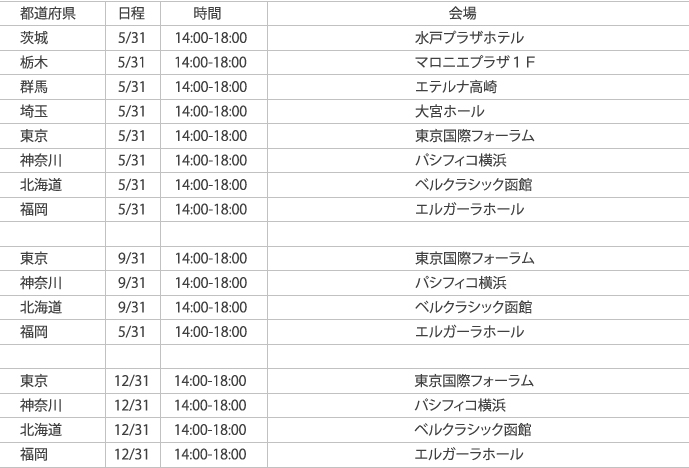 都道府県 日程 時間 会場
茨城 5/31 14:00-18:00 水戸プラザホテル
栃木 5/31 14:00-18:00 マロニエプラザ１Ｆ
群馬 5/31 14:00-18:00 エテルナ高崎
埼玉 5/31 14:00-18:00 大宮ホール
東京 5/31 14:00-18:00 東京国際フォーラム
神奈川 5/31 14:00-18:00 パシフィコ横浜
北海道 5/31 14:00-18:00 ベルクラシック函館
福岡 5/31 14:00-18:00 エルガーラホール
東京 9/31 14:00-18:00 東京国際フォーラム
神奈川 9/31 14:00-18:00 パシフィコ横浜
北海道 9/31 14:00-18:00 ベルクラシック函館
福岡 5/31 14:00-18:00 エルガーラホール
東京 12/31 14:00-18:00 東京国際フォーラム
神奈川 12/31 14:00-18:00 パシフィコ横浜
北海道 12/31 14:00-18:00 ベルクラシック函館
福岡 12/31 14:00-18:00 エルガーラホール